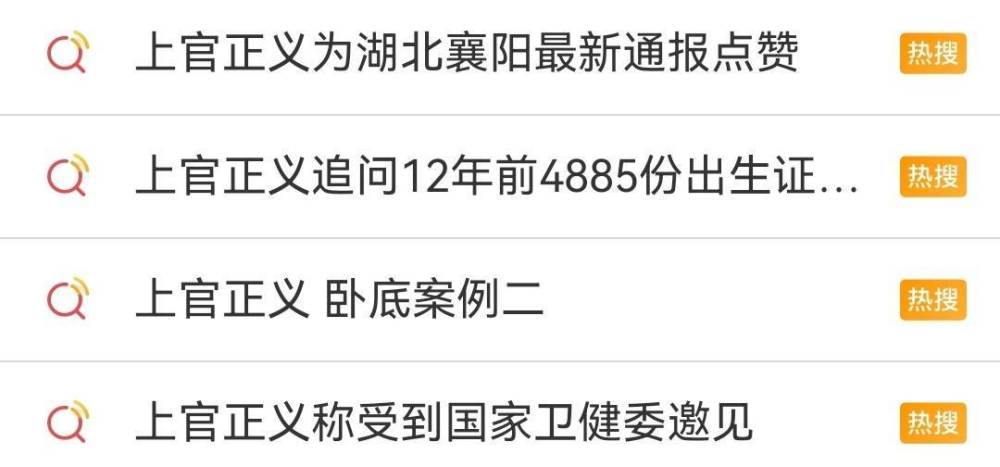 上官正义为湖北襄阳最新通报点赞 热搜
上官正义追问12年前4885份出生证... 热搜
上官正义 卧底案例二 热搜
上官正义称受到国家卫健委邀见 热搜